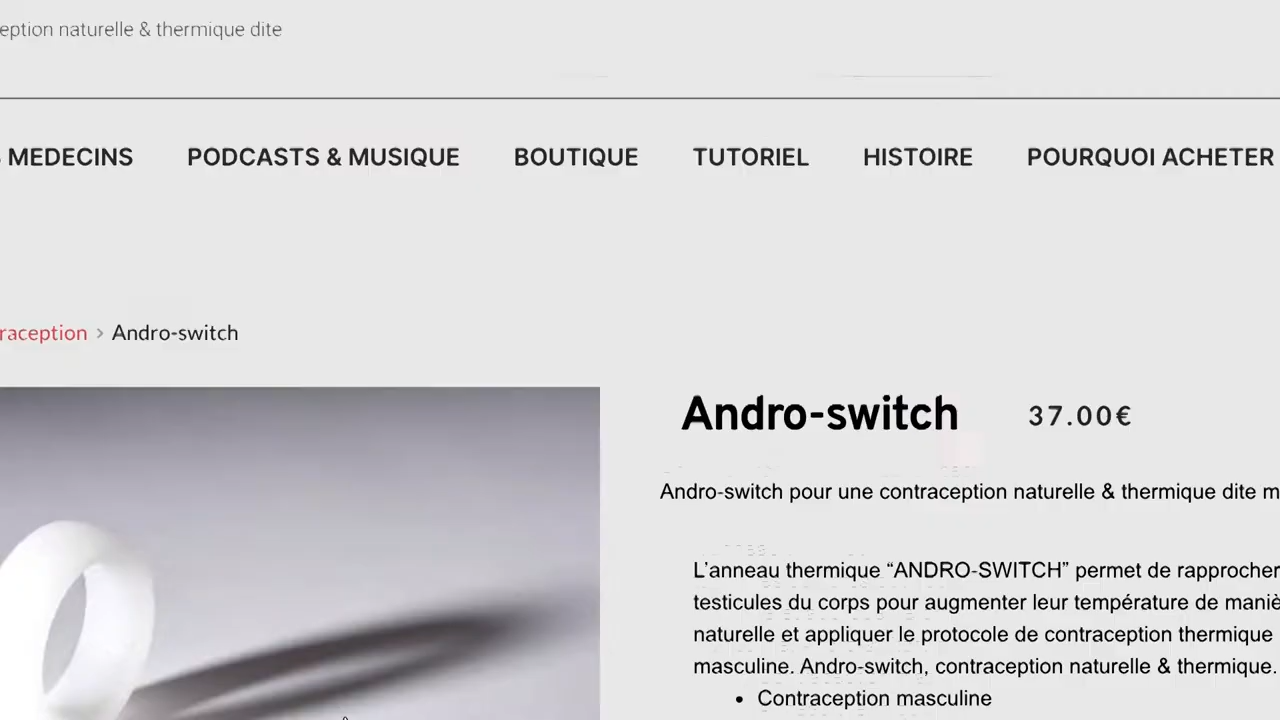 eption naturelle & thermique dite
MEDECINS PODCASTS & MUSIQUE BOUTIQUE TUTORIEL HISTOIRE POURQUOI ACHETER
raception > Andro-switch
Andro-switch 37.00€
Andro-switch pour une contraception naturelle & thermique dite m
L'anneau thermique “ANDRO-SWITCH” permet de rapprocher
testicules du corps pour augmenter leur température de maniè
naturelle et appliquer le protocole de contraception thermique
masculine. Andro-switch, contraception naturelle & thermique.
• Contraception masculine